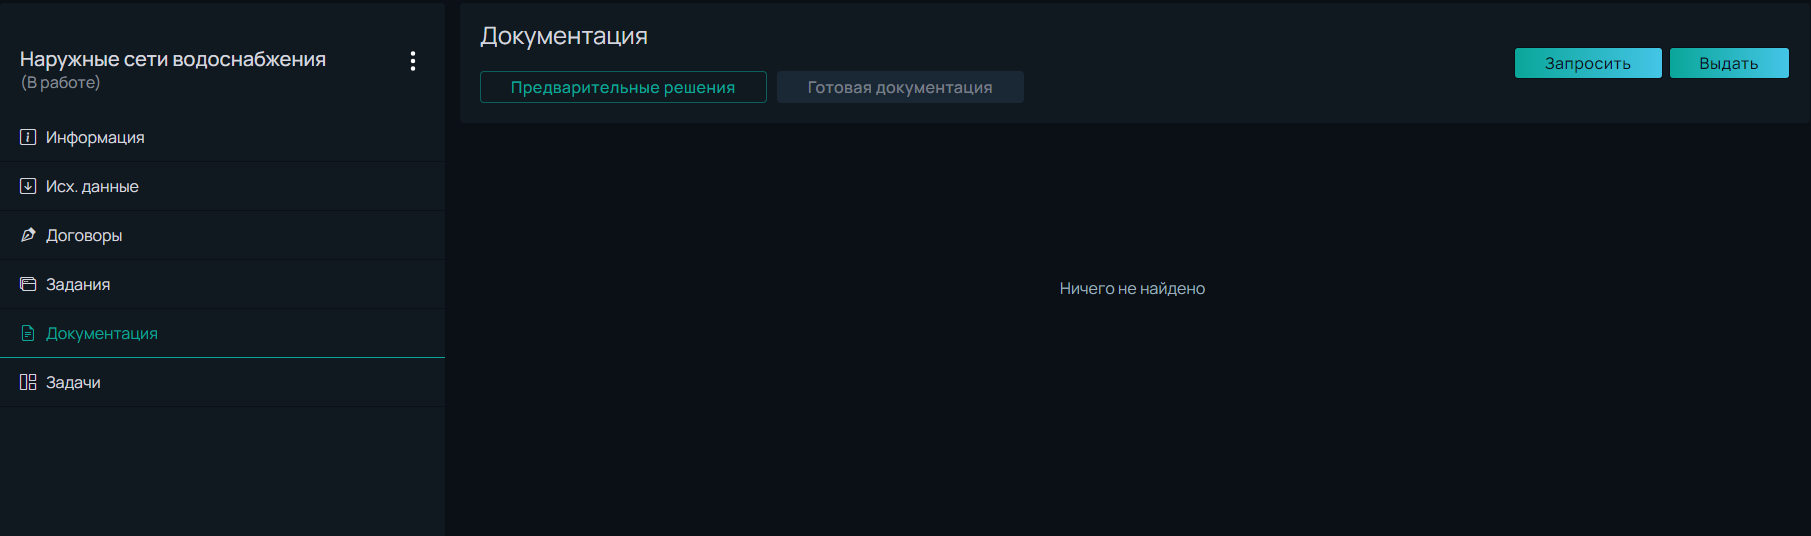 Наружные сети водоснабжения
(В работе)
Информация
Исх. данные
Договоры
Задания
Документация
Задачи
Документация
Предварительные решения
Готовая документация
Запросить
Выдать
Ничего не найдено